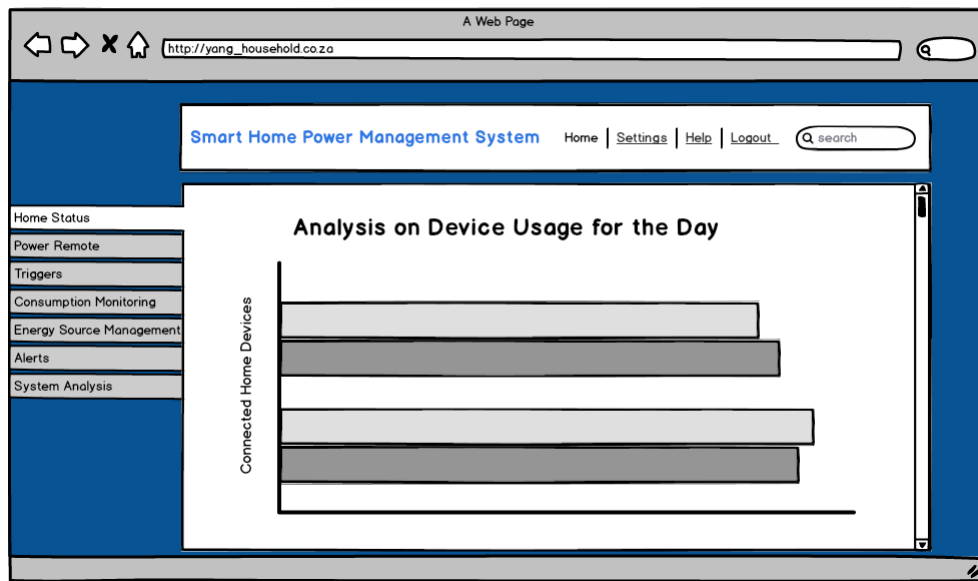 A Web Page
http://yang_household.co.za
Smart Home Power Management System
Home Settings Help Logout search
Home Status
Power Remote
Triggers
Consumption Monitoring
Energy Source Management
Alerts
System Analysis
Analysis on Device Usage for the Day
Connected Home Devices